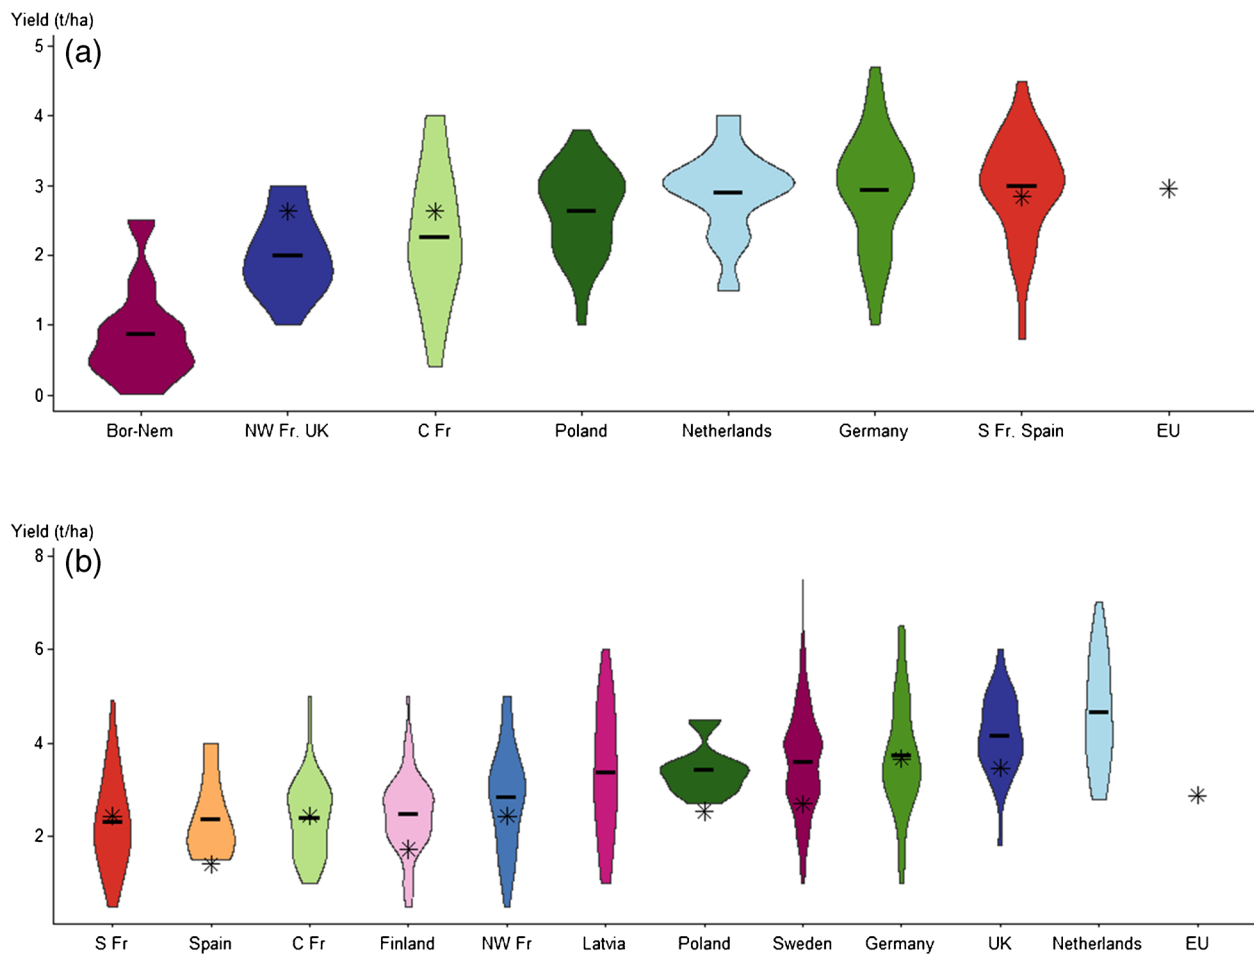 Yield (t/ha)
(a)
5
4
3
2
1
0
Bor-Nem NW Fr. UK C Fr Poland Netherlands Germany S Fr. Spain EU
Yield (t/ha)
(b)
8
6
4
2
S Fr Spain C Fr Finland NW Fr Latvia Poland Sweden Germany UK Netherlands EU